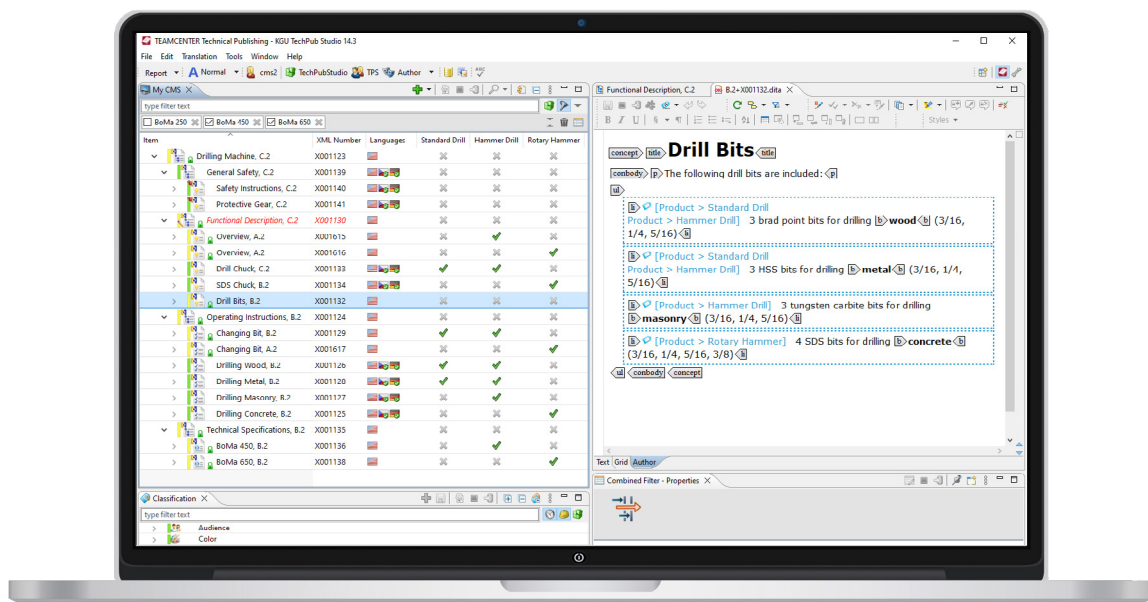 TEAMCENTER Technical Publishing - KGU TechPub Studio 14.3
File Edit Translation Tools Window Help
Report Normal cms2 TechPubStudio TPS Author
My CMS
type filter text
BoMa 250 BoMa 450 BoMa 650
Item XML Number Languages Standard Drill Hammer Drill Rotary Hammer
Drilling Machine, C.2 X001123
General Safety, C.2 X001139
Safety Instructions, C.2 X001140
Protective Gear, C.2 X001141
Functional Description, C.2 X001130
Overview, A.2 X001615
Overview, A.2 X001616
Drill Chuck, C.2 X001133
SDS Chuck, B.2 X001134
Drill Bits, B.2 X001132
Operating Instructions, B.2 X001124
Changing Bit, B.2 X001129
Changing Bit, A.2 X001617
Drilling Wood, B.2 X001126
Drilling Metal, B.2 X001128
Drilling Masonry, B.2 X001127
Drilling Concrete, B.2 X001125
Technical Specifications, B.2 X001135
BoMa 450, B.2 X001136
BoMa 650, B.2 X001138
Classification
type filter text
Audience
Color
Functional Description, C.2 B.2+X001132.dita
B I U Styles
concept title Drill Bits title
conbody p The following drill bits are included: p
ul
li [Product > Standard Drill
Product > Hammer Drill] 3 brad point bits for drilling b wood b (3/16,
1/4, 5/16) li
li [Product > Standard Drill
Product > Hammer Drill] 3 HSS bits for drilling b metal b (3/16, 1/4,
5/16) li
li [Product > Hammer Drill] 3 tungsten carbite bits for drilling
b masonry b (3/16, 1/4, 5/16) li
li [Product > Rotary Hammer] 4 SDS bits for drilling b concrete b
(3/16, 1/4, 5/16, 3/8) li
ul conbody concept
Text Grid Author
Combined Filter - Properties